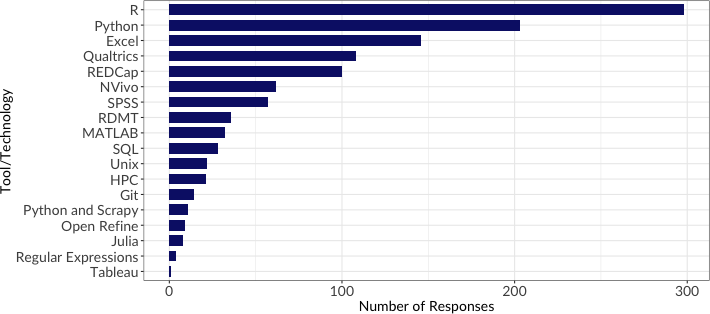 Tool/Technology
R
Python
Excel
Qualtrics
REDCap
NVivo
SPSS
RDMT
MATLAB
SQL
Unix
HPC
Git
Python and Scrapy
Open Refine
Julia
Regular Expressions
Tableau
0 100 200 300
Number of Responses